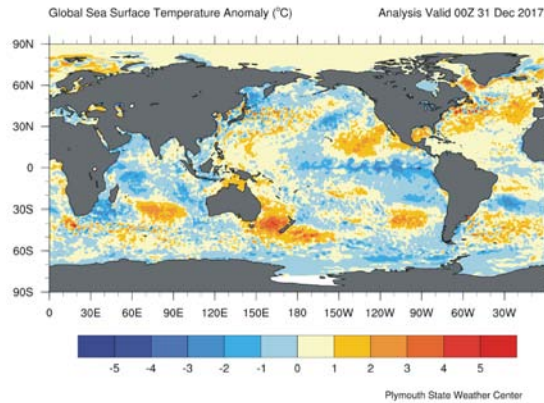 Global Sea Surface Temperature Anomaly (°C) Analysis Valid 00Z 31 Dec 2017
90N
60N
30N
0
30S
60S
90S
0 30E 60E 90E 120E 150E 180E 150W 120W 90W 60W 30W
-5 -4 -3 -2 -1 0 1 2 3 4 5
Plymouth State Weather Center